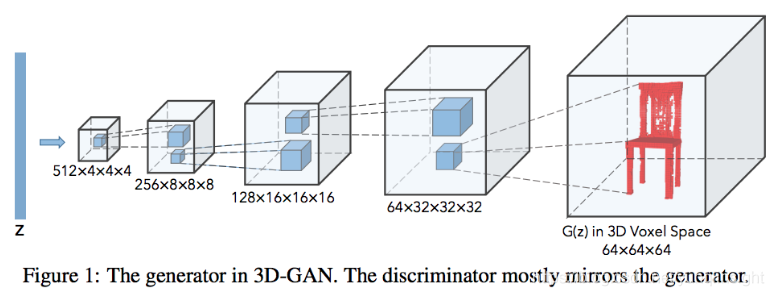 z
512×4×4×4
256×8×8×8
128×16×16×16
64×32×32×32
G(z) in 3D Voxel Space
64×64×64
Figure 1: The generator in 3D-GAN. The discriminator mostly mirrors the generator.